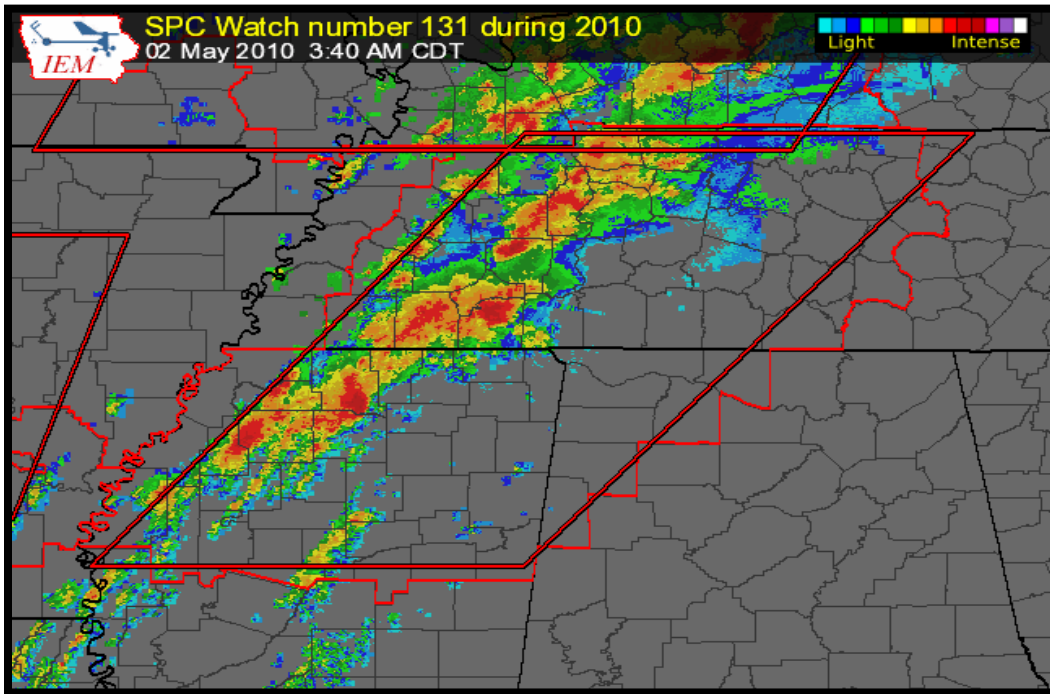 SPC Watch number 131 during 2010
02 May 2010  3:40 AM CDT
IEM
Light
Intense